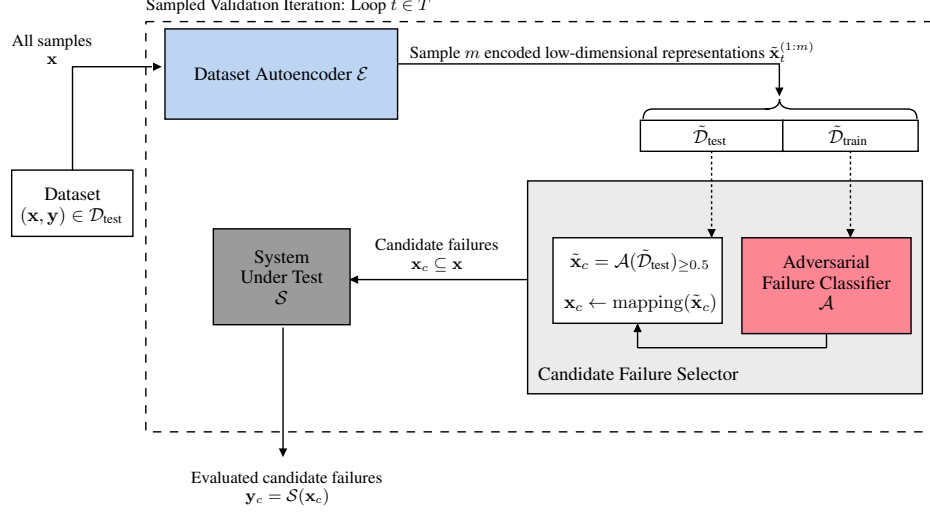 Sampled Validation Iteration: Loop t ∈ T
All samples
x
Dataset Autoencoder ℰ
Sample m encoded low-dimensional representations x̃ₜ⁽¹:ᵐ⁾
𝒟̃_test
𝒟̃_train
Dataset
(x, y) ∈ 𝒟_test
System
Under Test
𝒮
Candidate failures
x_c ⊆ x
x̃_c = 𝒜(𝒟̃_test)_≥0.5
x_c ← mapping(x̃_c)
Adversarial
Failure Classifier
𝒜
Candidate Failure Selector
Evaluated candidate failures
y_c = 𝒮(x_c)